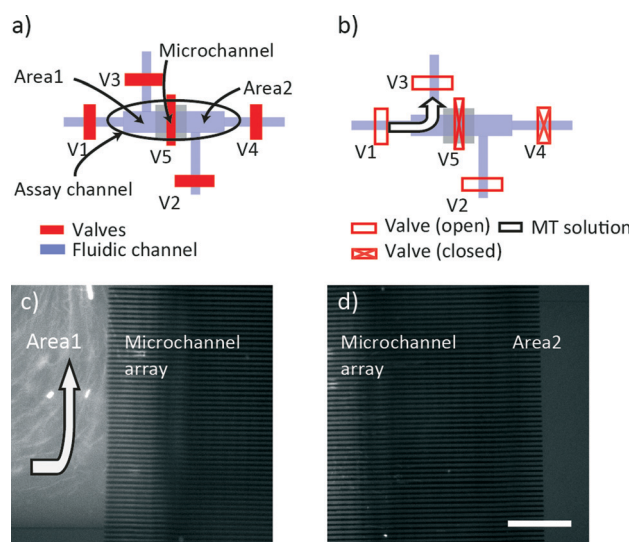 a)
Microchannel
Area1
V3
Area2
V1
V5
V4
Assay channel
V2
Valves
Fluidic channel
b)
V3
V1
V5
V4
V2
Valve (open)
MT solution
Valve (closed)
c)
Area1
Microchannel
array
d)
Microchannel
array
Area2